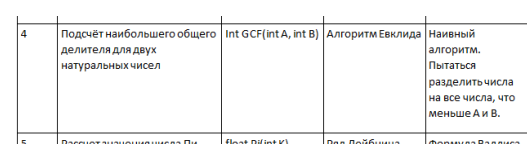 4 Подсчёт наибольшего общего Int GCF(int A, int B) Алгоритм Евклида Наивный
делителя для двух алгоритм.
натуральных чисел Пытаться
разделить числа
на все числа, что
меньше A и B.
5 Рассчет значения числа Пи float Pi(int K) Ряд Лейбница Формула Валлиса